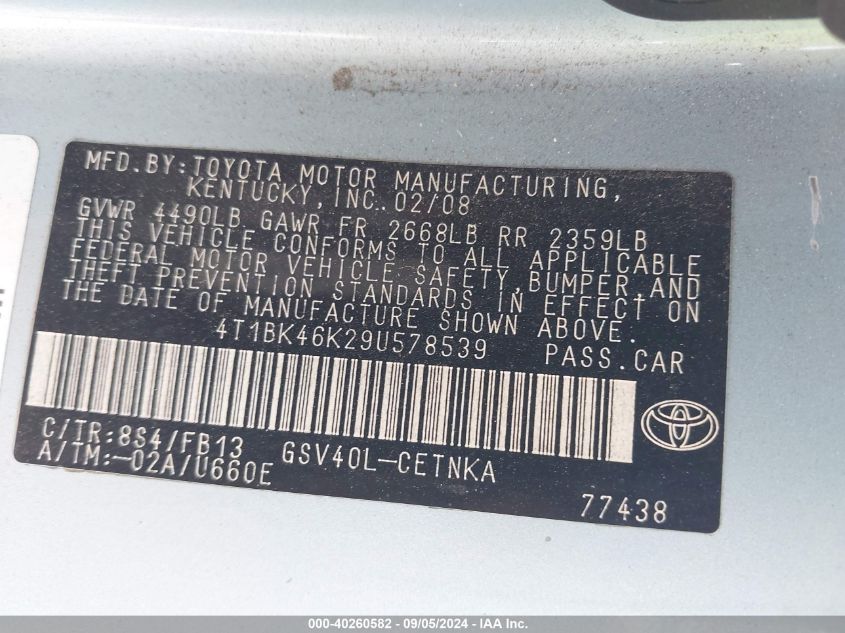 MFD.BY:TOYOTA MOTOR MANUFACTURING,
KENTUCKY,INC. 02/08
GVWR 4490LB GAWR FR 2668LB RR 2359LB
THIS VEHICLE CONFORMS TO ALL APPLICABLE
FEDERAL MOTOR VEHICLE SAFETY,BUMPER,AND
THEFT PREVENTION STANDARDS IN EFFECT ON
THE DATE OF MANUFACTURE SHOWN ABOVE.
4T1BK46K29U578539 PASS.CAR
C/TR:8S4/FB13 GSV40L-CETNKA
A/TM:-02A/U660E
77438
000-40260582 - 09/05/2024 - IAA Inc.